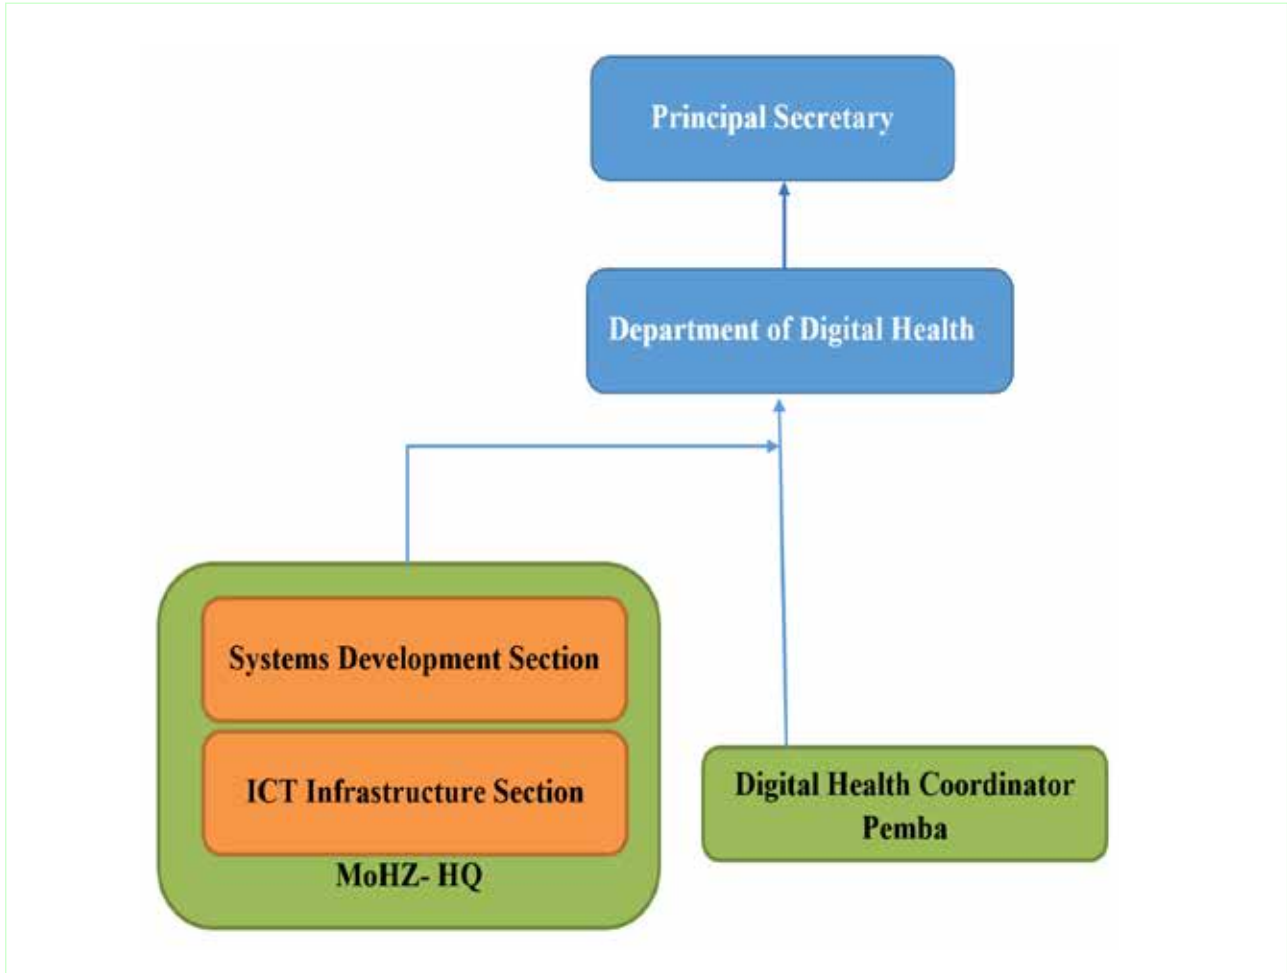 Principal Secretary
Department of Digital Health
Systems Development Section
ICT Infrastructure Section
MoHZ- HQ
Digital Health Coordinator
Pemba